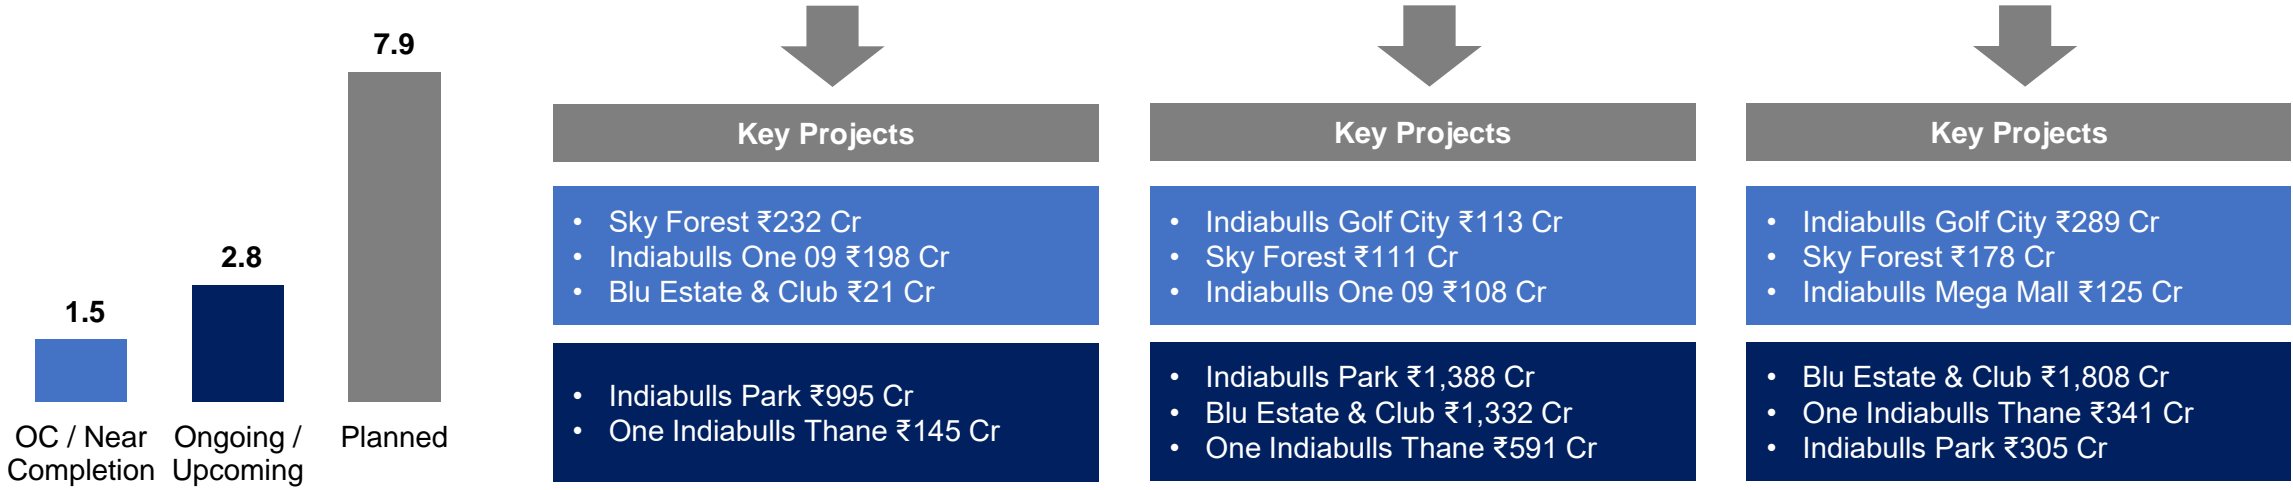 7.9
2.8
1.5
OC / Near
Completion
Ongoing /
Upcoming
Planned
Key Projects
• Sky Forest ₹232 Cr
• Indiabulls One 09 ₹198 Cr
• Blu Estate & Club ₹21 Cr
• Indiabulls Park ₹995 Cr
• One Indiabulls Thane ₹145 Cr
Key Projects
• Indiabulls Golf City ₹113 Cr
• Sky Forest ₹111 Cr
• Indiabulls One 09 ₹108 Cr
• Indiabulls Park ₹1,388 Cr
• Blu Estate & Club ₹1,332 Cr
• One Indiabulls Thane ₹591 Cr
Key Projects
• Indiabulls Golf City ₹289 Cr
• Sky Forest ₹178 Cr
• Indiabulls Mega Mall ₹125 Cr
• Blu Estate & Club ₹1,808 Cr
• One Indiabulls Thane ₹341 Cr
• Indiabulls Park ₹305 Cr